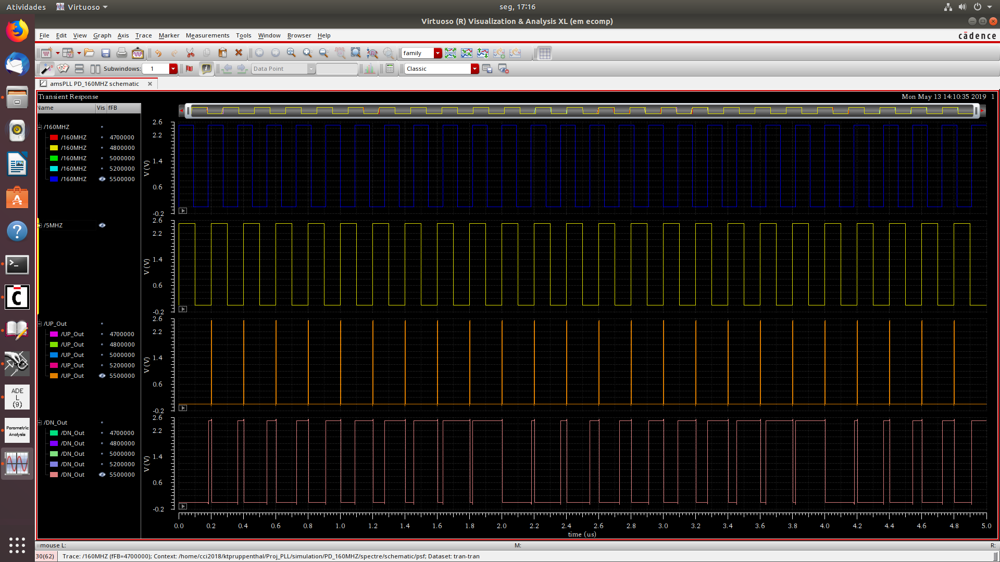 Atividades Virtuoso seg, 17:16
Virtuoso (R) Visualization & Analysis XL (em ecomp)
File Edit View Graph Axis Trace Marker Measurements Tools Window Browser Help
cādence
family
Subwindows: 1 Data Point Classic
amsPLL PD_160MHZ schematic
Transient Response Mon May 13 14:10:35 2019 1
Name Vis fFB
/160MHZ
/160MHZ 4700000
/160MHZ 4800000
/160MHZ 5000000
/160MHZ 5200000
/160MHZ 5500000
2.6
2.2
1.4
0.6
-0.2
V (V)
/5MHZ
2.6
2.2
1.4
0.6
-0.2
V (V)
/UP_Out
/UP_Out 4700000
/UP_Out 4800000
/UP_Out 5000000
/UP_Out 5200000
/UP_Out 5500000
2.6
2.2
1.4
0.6
-0.2
V (V)
/DN_Out
/DN_Out 4700000
/DN_Out 4800000
/DN_Out 5000000
/DN_Out 5200000
/DN_Out 5500000
2.6
2.2
1.4
0.6
-0.2
V (V)
0.0 0.2 0.4 0.6 0.8 1.0 1.2 1.4 1.6 1.8 2.0 2.2 2.4 2.6 2.8 3.0 3.2 3.4 3.6 3.8 4.0 4.2 4.4 4.6 4.8 5.0
time (us)
ADE
L
(9)
Parametric
Analysis
mouse L: M: R:
30(62) Trace: /160MHZ (fFB=4700000); Context: /home/cci2018/ktpruppenthal/Proj_PLL/simulation/PD_160MHZ/spectre/schematic/psf; Dataset: tran-tran